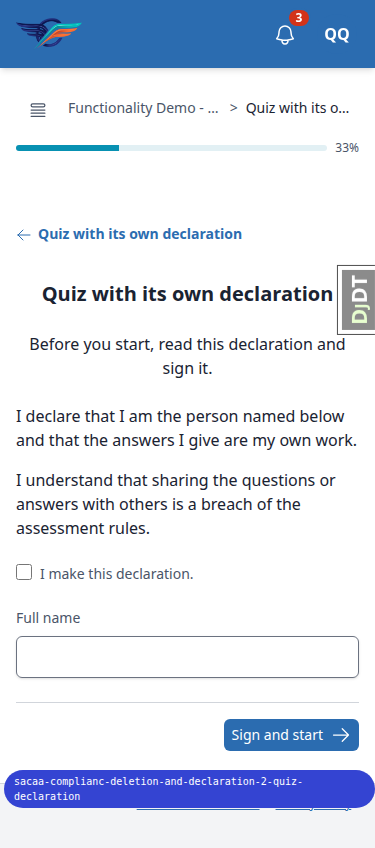 3
QQ
Functionality Demo - ... > Quiz with its o...
33%
← Quiz with its own declaration
Quiz with its own declaration
DjDT
Before you start, read this declaration and
sign it.
I declare that I am the person named below
and that the answers I give are my own work.
I understand that sharing the questions or
answers with others is a breach of the
assessment rules.
I make this declaration.
Full name
Sign and start →
sacaa-complianc-deletion-and-declaration-2-quiz-
declaration